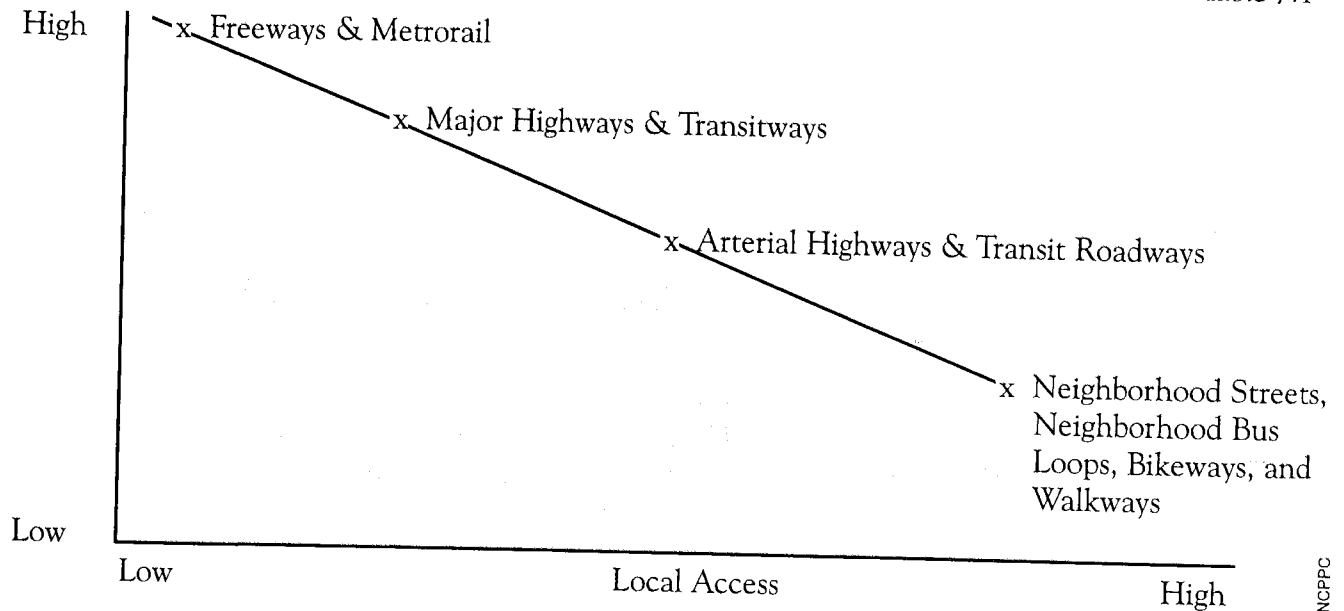 High
x Freeways & Metrorail
x Major Highways & Transitways
x Arterial Highways & Transit Roadways
x Neighborhood Streets,
Neighborhood Bus
Loops, Bikeways, and
Walkways
Low
Low
Local Access
High
NCPPC